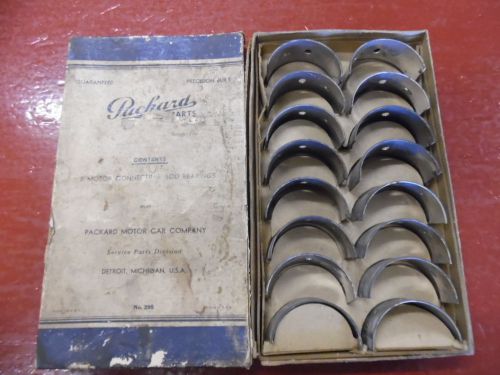 GUARANTEED PRECISION BUILT
Packard
PARTS
CONTENTS
MOTOR CONNECTING ROD BEARINGS
PACKARD MOTOR CAR COMPANY
Service Parts Division
DETROIT, MICHIGAN, U.S.A.
No. 295